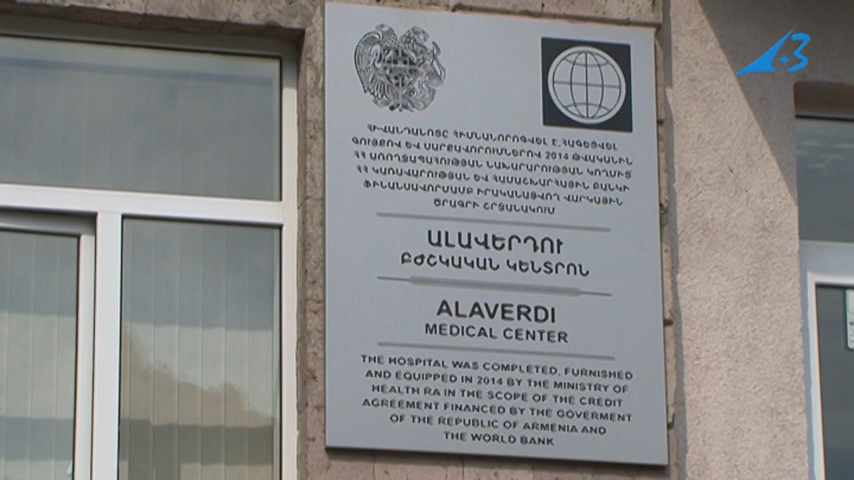 ՀԻՎԱՆԴԱՆՈՑԸ ՀԻՄՆԱՆՈՐՈԳՎԵԼ Է, ՀԱԳԵՑՎԵԼ
ԳՈՒՅՔՈՎ ԵՎ ՍԱՐՔԱՎՈՐՈՒՄՆԵՐՈՎ 2014 ԹՎԱԿԱՆԻՆ
ՀՀ ԱՌՈՂՋԱՊԱՀՈՒԹՅԱՆ ՆԱԽԱՐԱՐՈՒԹՅԱՆ ԿՈՂՄԻՑ՝
ՀՀ ԿԱՌԱՎԱՐՈՒԹՅԱՆ ԵՎ ՀԱՄԱՇԽԱՐՀԱՅԻՆ ԲԱՆԿԻ
ՖԻՆԱՆՍԱՎՈՐՄԱՄԲ ԻՐԱԿԱՆԱՑՎՈՂ ՎԱՐԿԱՅԻՆ
ԾՐԱԳՐԻ ՇՐՋԱՆԱԿՈՒՄ
ԱԼԱՎԵՐԴՈՒ
ԲԺՇԿԱԿԱՆ ԿԵՆՏՐՈՆ
ALAVERDI
MEDICAL CENTER
THE HOSPITAL WAS COMPLETED, FURNISHED
AND EQUIPPED IN 2014 BY THE MINISTRY OF
HEALTH RA IN THE SCOPE OF THE CREDIT
AGREEMENT FINANCED BY THE GOVERMENT
OF THE REPUBLIC OF ARMENIA AND
THE WORLD BANK
+3